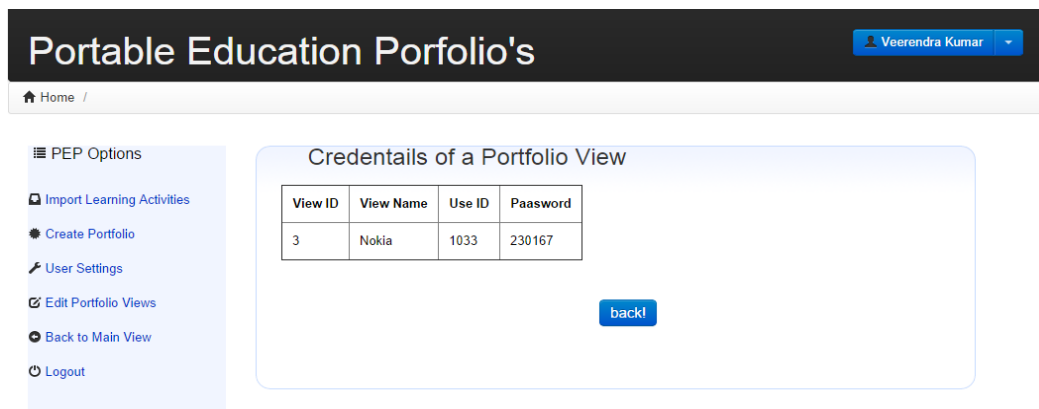 Portable Education Porfolio's
Veerendra Kumar
Home /
PEP Options
Import Learning Activities
Create Portfolio
User Settings
Edit Portfolio Views
Back to Main View
Logout
Credentails of a Portfolio View
View ID View Name Use ID Paasword
3 Nokia 1033 230167
back!